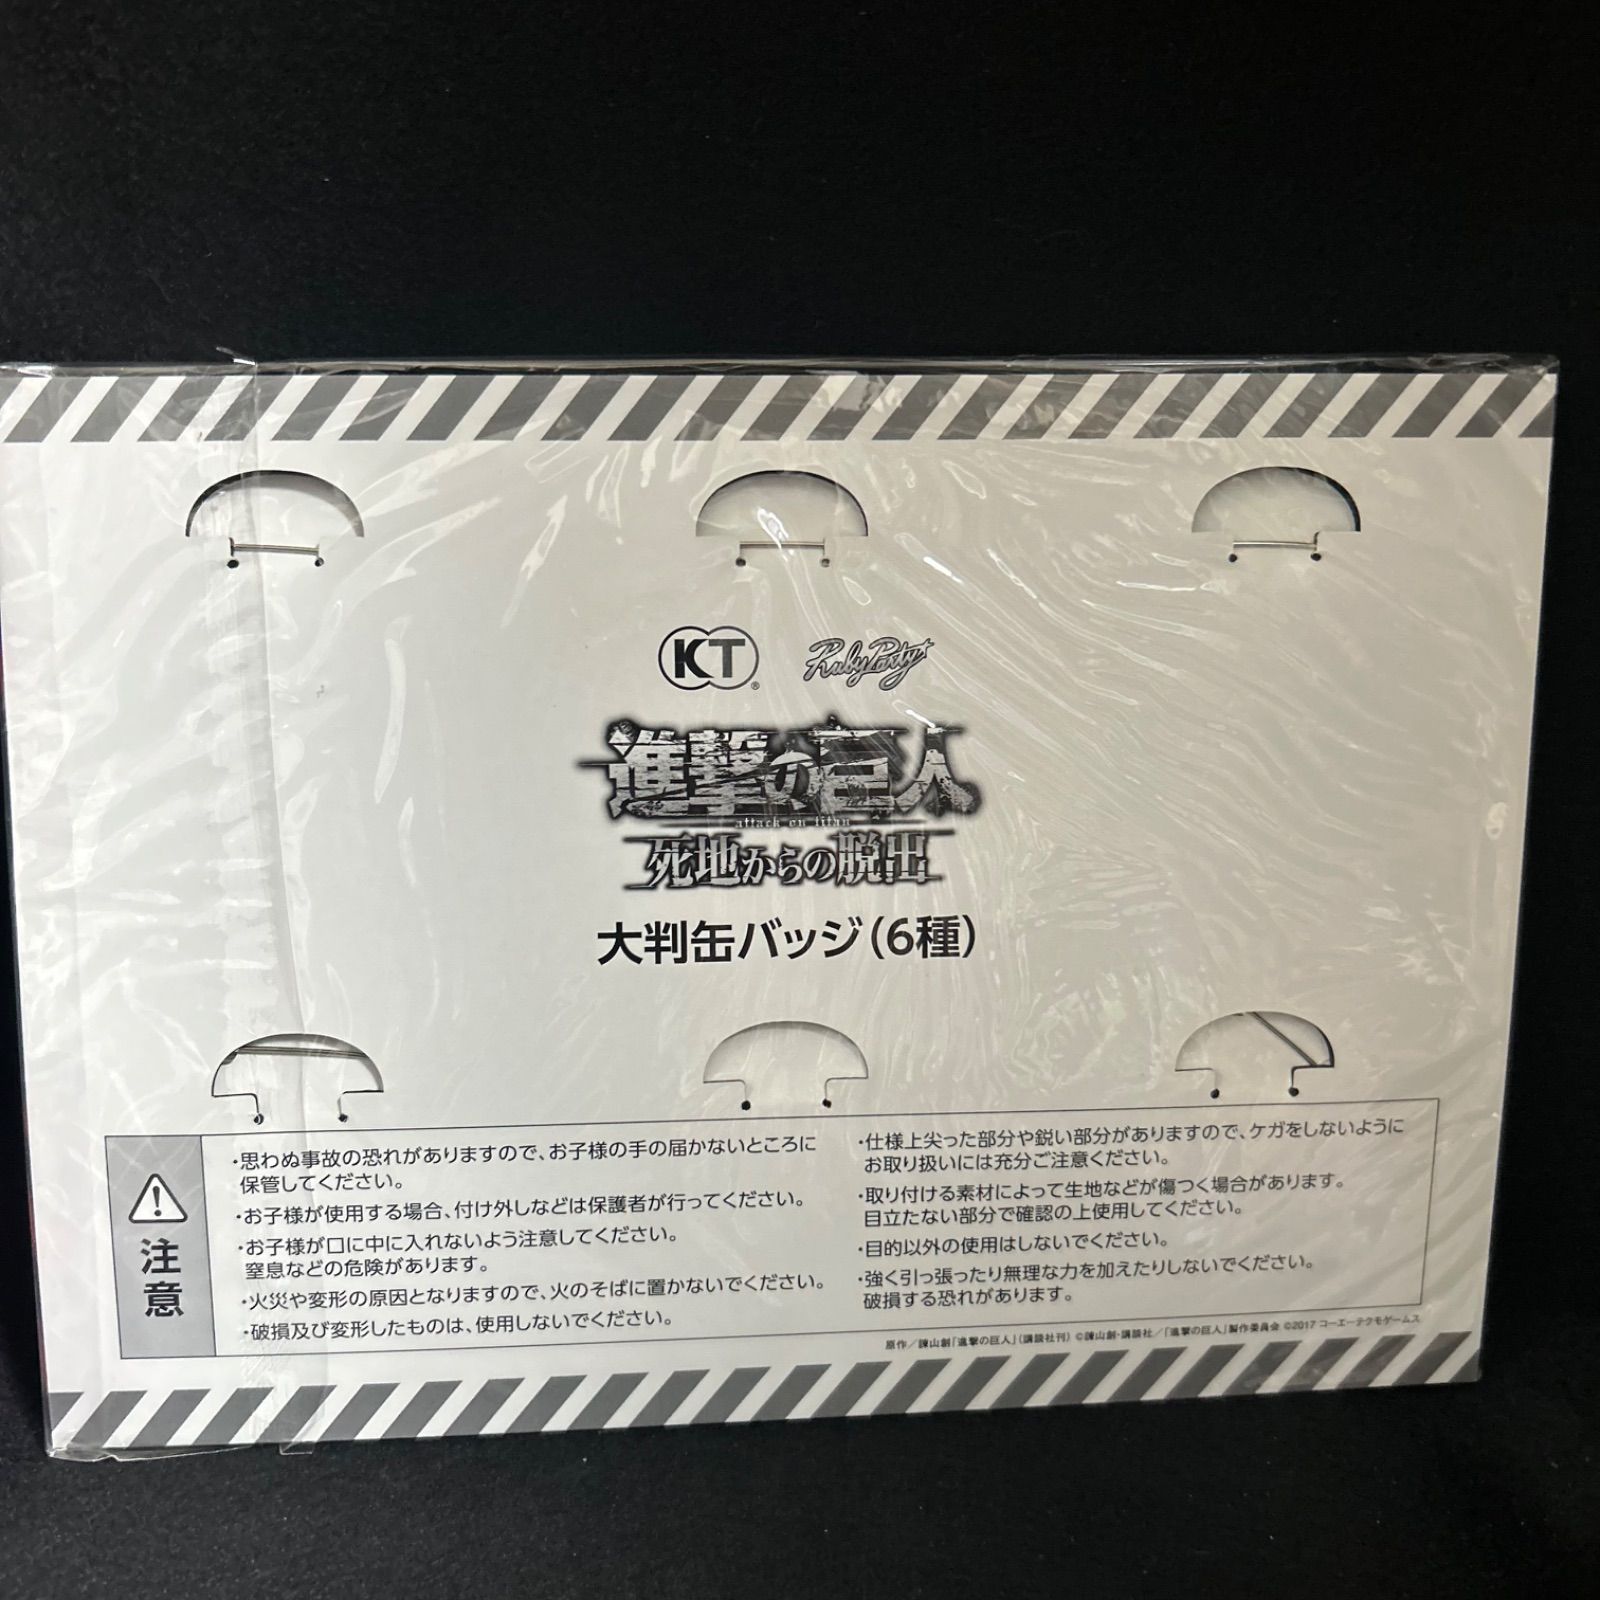 KT®
Ruby Party
進撃の巨人
attack on titan
死地からの脱出
大判缶バッジ(6種)
注意
・思わぬ事故の恐れがありますので、お子様の手の届かないところに
保管してください。
・お子様が使用する場合、付け外しなどは保護者が行ってください。
・お子様が口に中に入れないよう注意してください。
窒息などの危険があります。
・火災や変形の原因となりますので、火のそばに置かないでください。
・破損及び変形したものは、使用しないでください。
・仕様上尖った部分や鋭い部分がありますので、ケガをしないように
お取り扱いには充分ご注意ください。
・取り付ける素材によって生地などが傷つく場合があります。
目立たない部分で確認の上使用してください。
・目的以外の使用はしないでください。
・強く引っ張ったり無理な力を加えたりしないでください。
破損する恐れがあります。
原作/諫山創「進撃の巨人」(講談社刊) ©諫山創・講談社/「進撃の巨人」製作委員会 ©2017 コーエーテクモゲームス